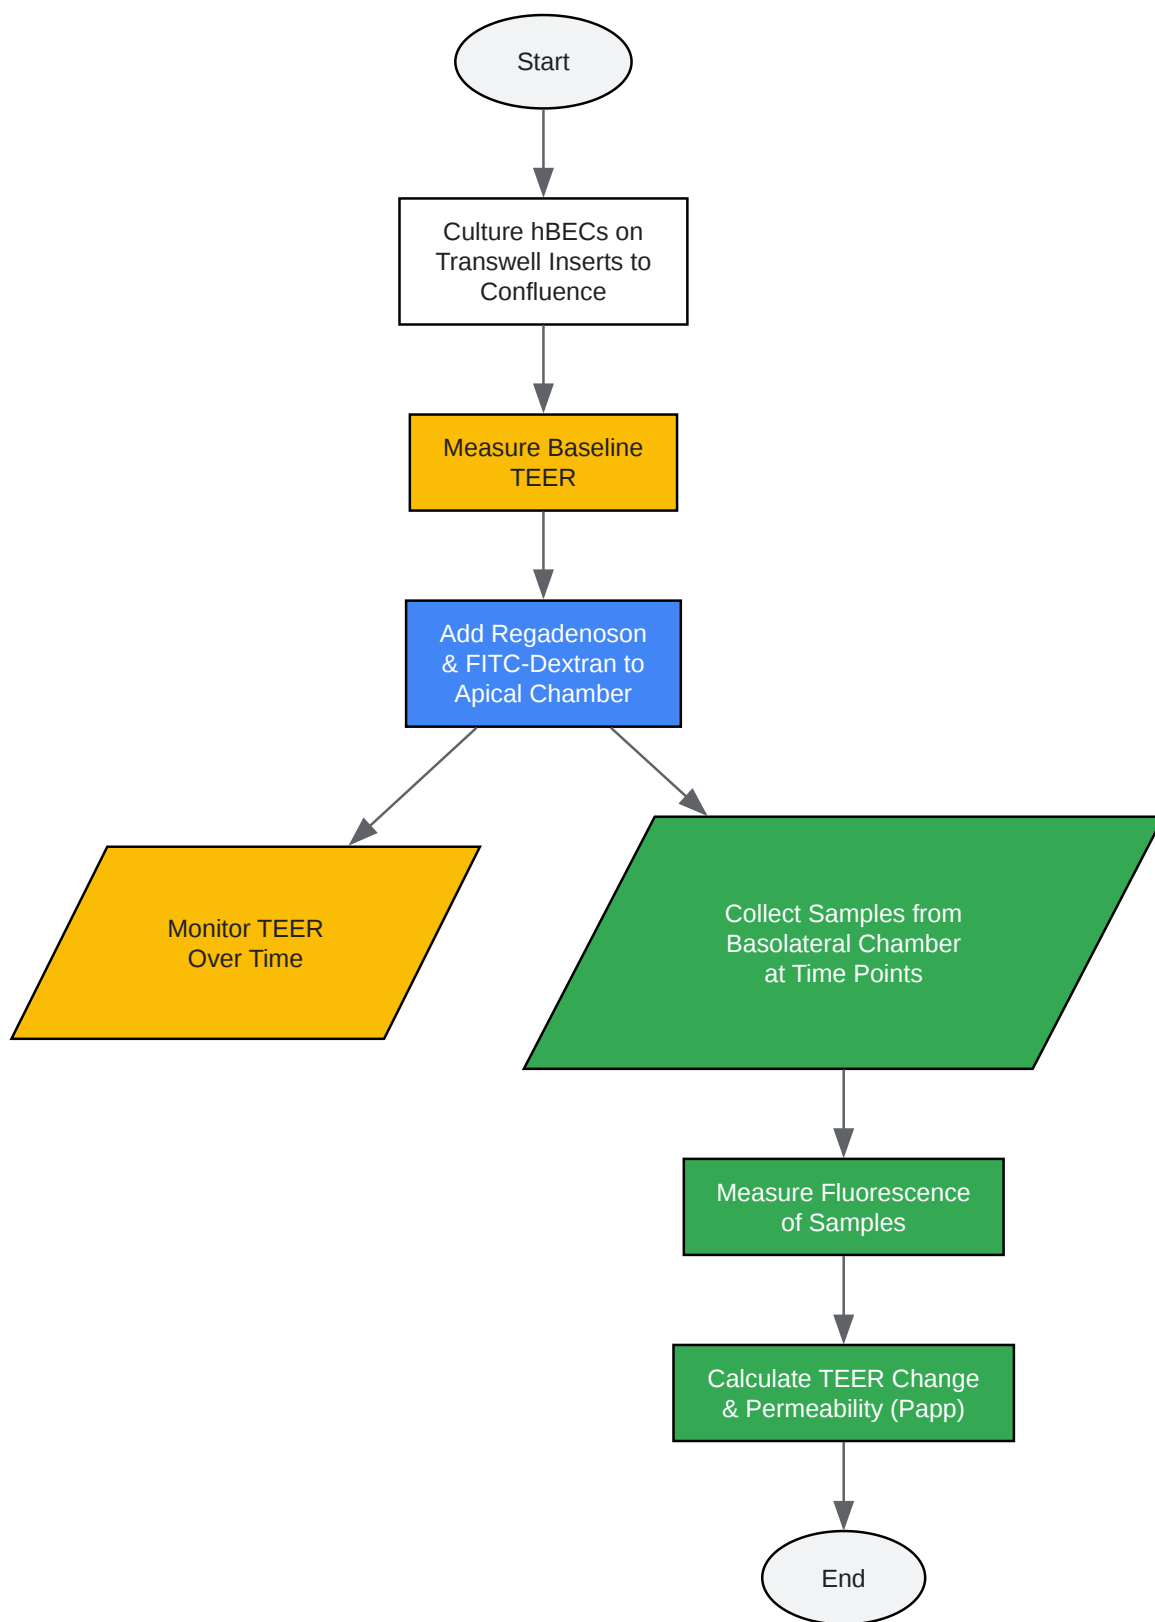 Start
Culture hBECs on
Transwell Inserts to
Confluence
Measure Baseline
TEER
Add Regadenoson
& FITC-Dextran to
Apical Chamber
Monitor TEER
Over Time
Collect Samples from
Basolateral Chamber
at Time Points
Measure Fluorescence
of Samples
Calculate TEER Change
& Permeability (Papp)
End